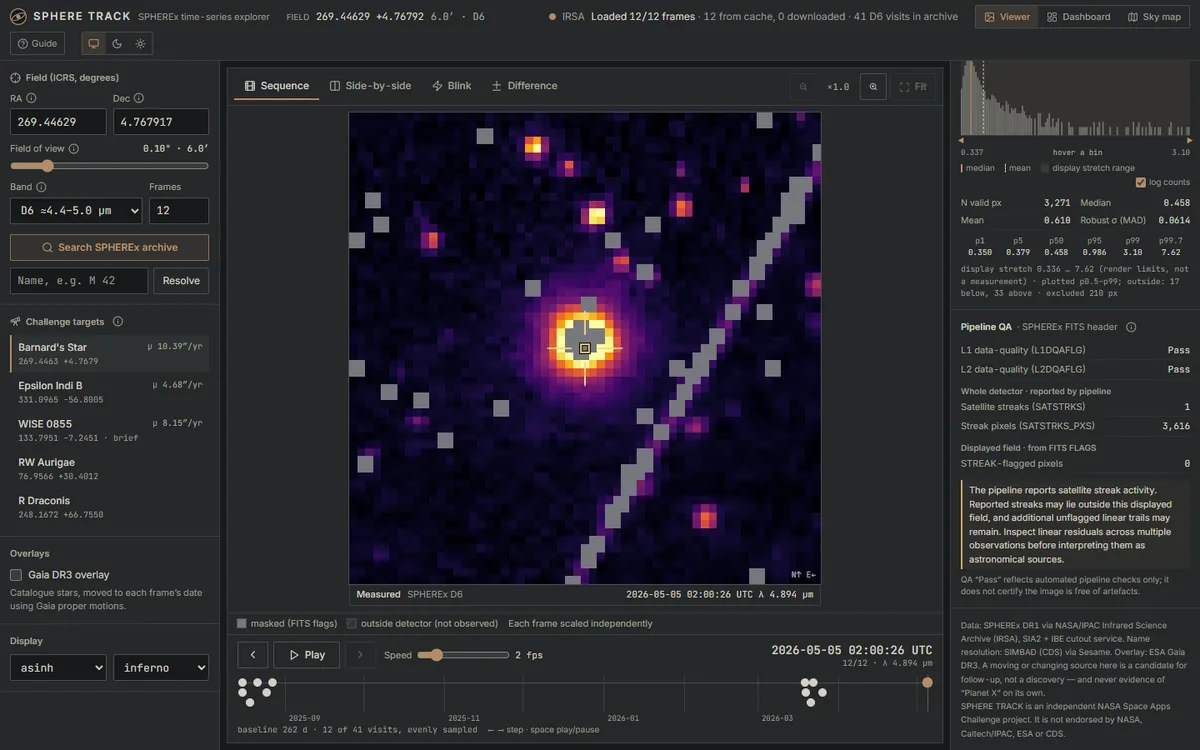 SPHERE TRACK SPHEREx time-series explorer FIELD 269.44629 +4.76792 6.0′ · D6 IRSA Loaded 12/12 frames · 12 from cache, 0 downloaded · 41 D6 visits in archive Viewer Dashboard Sky map
Guide
Field (ICRS, degrees)
RA Dec
269.44629 4.767917
Field of view 0.10° · 6.0′
Band Frames
D6 ≈4.4–5.0 µm 12
Search SPHEREx archive
Name, e.g. M 42 Resolve
Challenge targets
Barnard's Star µ 10.39″/yr
269.4463 +4.7679
Epsilon Indi B µ 4.68″/yr
331.0965 -56.8005
WISE 0855 µ 8.15″/yr
133.7951 -7.2451 · brief
RW Aurigae
76.9566 +30.4012
R Draconis
248.1672 +66.7550
Overlays
Gaia DR3 overlay
Catalogue stars, moved to each frame's date
using Gaia proper motions.
Display
asinh inferno
Sequence Side-by-side Blink Difference ×1.0 Fit
N↑ E←
Measured SPHEREx D6 2026-05-05 02:00:26 UTC λ 4.894 µm
masked (FITS flags) outside detector (not observed) Each frame scaled independently
Play Speed 2 fps 2026-05-05 02:00:26 UTC
12/12 · λ 4.894 µm
2025-09 2025-11 2026-01 2026-03
baseline 262 d · 12 of 41 visits, evenly sampled ←→ step · space play/pause
0.337 hover a bin 3.10
median mean display stretch range
log counts
N valid px 3,271 Median 0.458
Mean 0.610 Robust σ (MAD) 0.0614
p1 p5 p50 p95 p99 p99.7
0.350 0.379 0.458 0.986 3.10 7.62
display stretch 0.336 … 7.62 (render limits, not
a measurement) · plotted p0.5–p99; outside: 17
below, 33 above · excluded 210 px
Pipeline QA · SPHEREx FITS header
L1 data-quality (L1DQAFLG) Pass
L2 data-quality (L2DQAFLG) Pass
Whole detector · reported by pipeline
Satellite streaks (SATSTRKS) 1
Streak pixels (SATSTRKS_PXS) 3,616
Displayed field · from FITS FLAGS
STREAK-flagged pixels 0
The pipeline reports satellite streak activity.
Reported streaks may lie outside this displayed
field, and additional unflagged linear trails may
remain. Inspect linear residuals across multiple
observations before interpreting them as
astronomical sources.
QA “Pass” reflects automated pipeline checks only; it
does not certify the image is free of artefacts.
Data: SPHEREx DR1 via NASA/IPAC Infrared Science
Archive (IRSA), SIA2 + IBE cutout service. Name
resolution: SIMBAD (CDS) via Sesame. Overlay: ESA Gaia
DR3. A moving or changing source here is a candidate for
follow-up, not a discovery — and never evidence of
“Planet X” on its own.
SPHERE TRACK is an independent NASA Space Apps
Challenge project. It is not endorsed by NASA,
Caltech/IPAC, ESA or CDS.